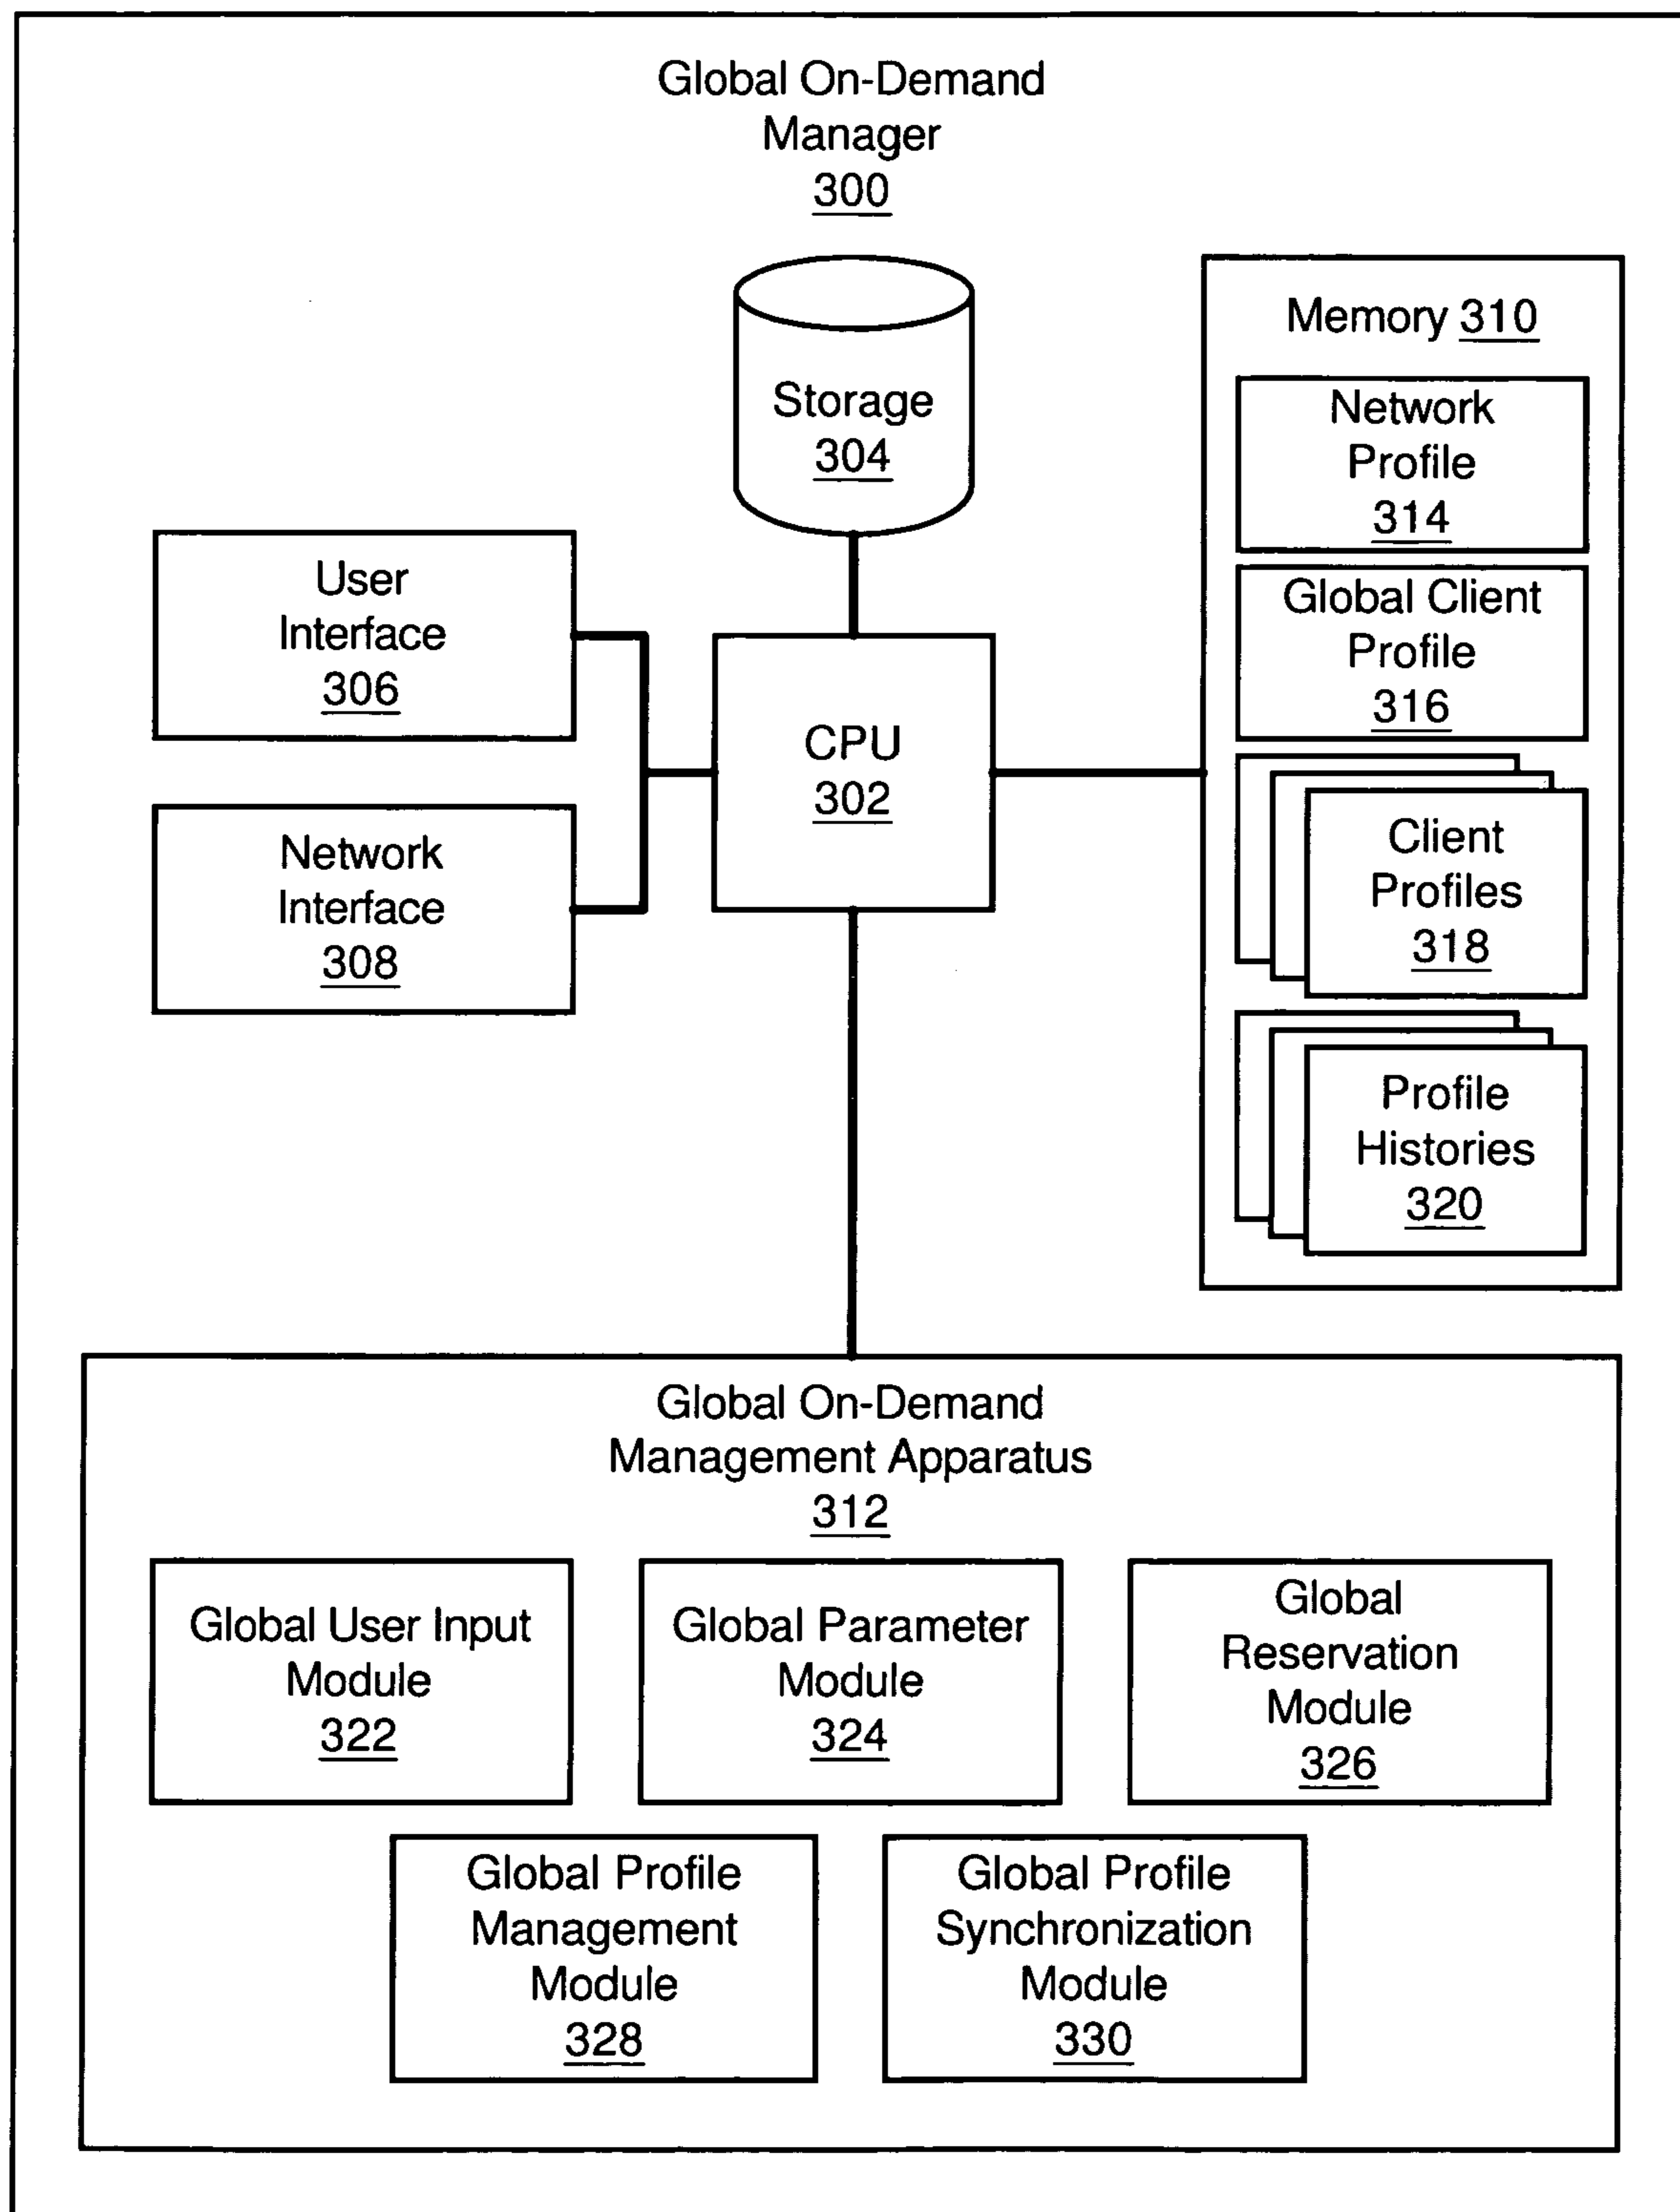 Global On-Demand
Manager
300
Storage
304
Memory 310
Network
Profile
314
Global Client
Profile
316
Client
Profiles
318
Profile
Histories
320
User
Interface
306
Network
Interface
308
CPU
302
Global On-Demand
Management Apparatus
312
Global User Input
Module
322
Global Parameter
Module
324
Global
Reservation
Module
326
Global Profile
Management
Module
328
Global Profile
Synchronization
Module
330